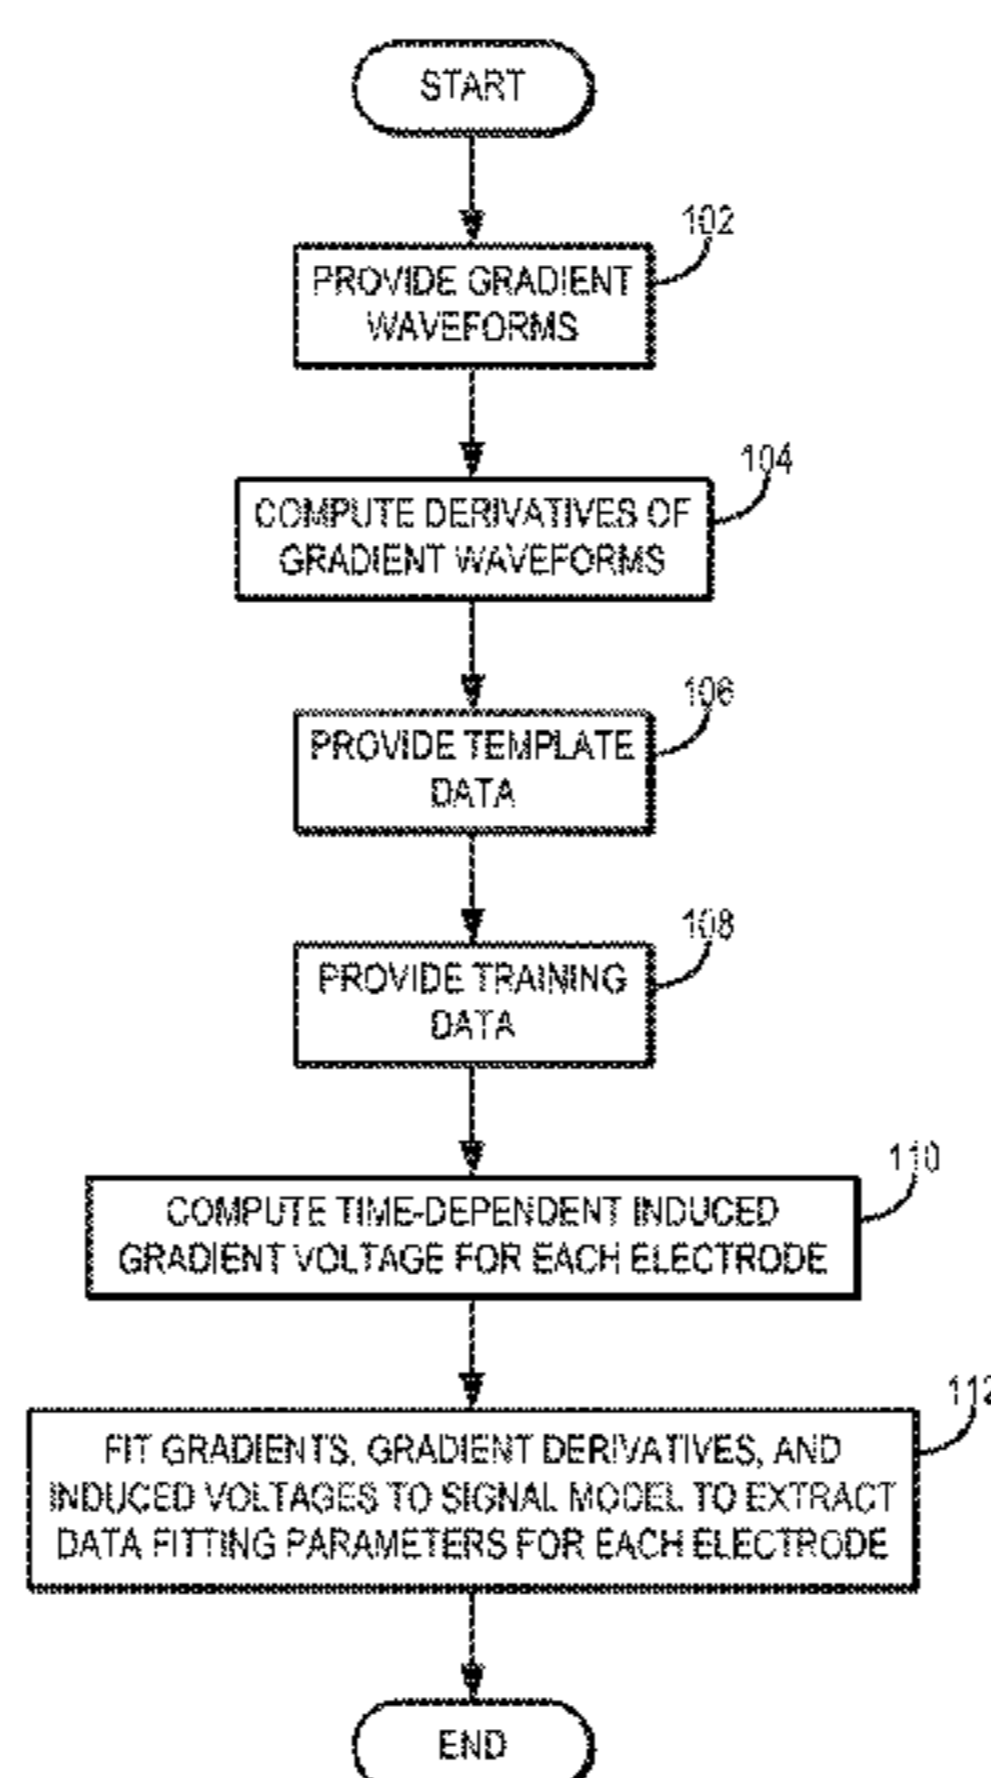 START
102
PROVIDE GRADIENT
WAVEFORMS
104
COMPUTE DERIVATIVES OF
GRADIENT WAVEFORMS
106
PROVIDE TEMPLATE
DATA
108
PROVIDE TRAINING
DATA
110
COMPUTE TIME-DEPENDENT INDUCED
GRADIENT VOLTAGE FOR EACH ELECTRODE
112
FIT GRADIENTS, GRADIENT DERIVATIVES, AND
INDUCED VOLTAGES TO SIGNAL MODEL TO EXTRACT
DATA FITTING PARAMETERS FOR EACH ELECTRODE
END